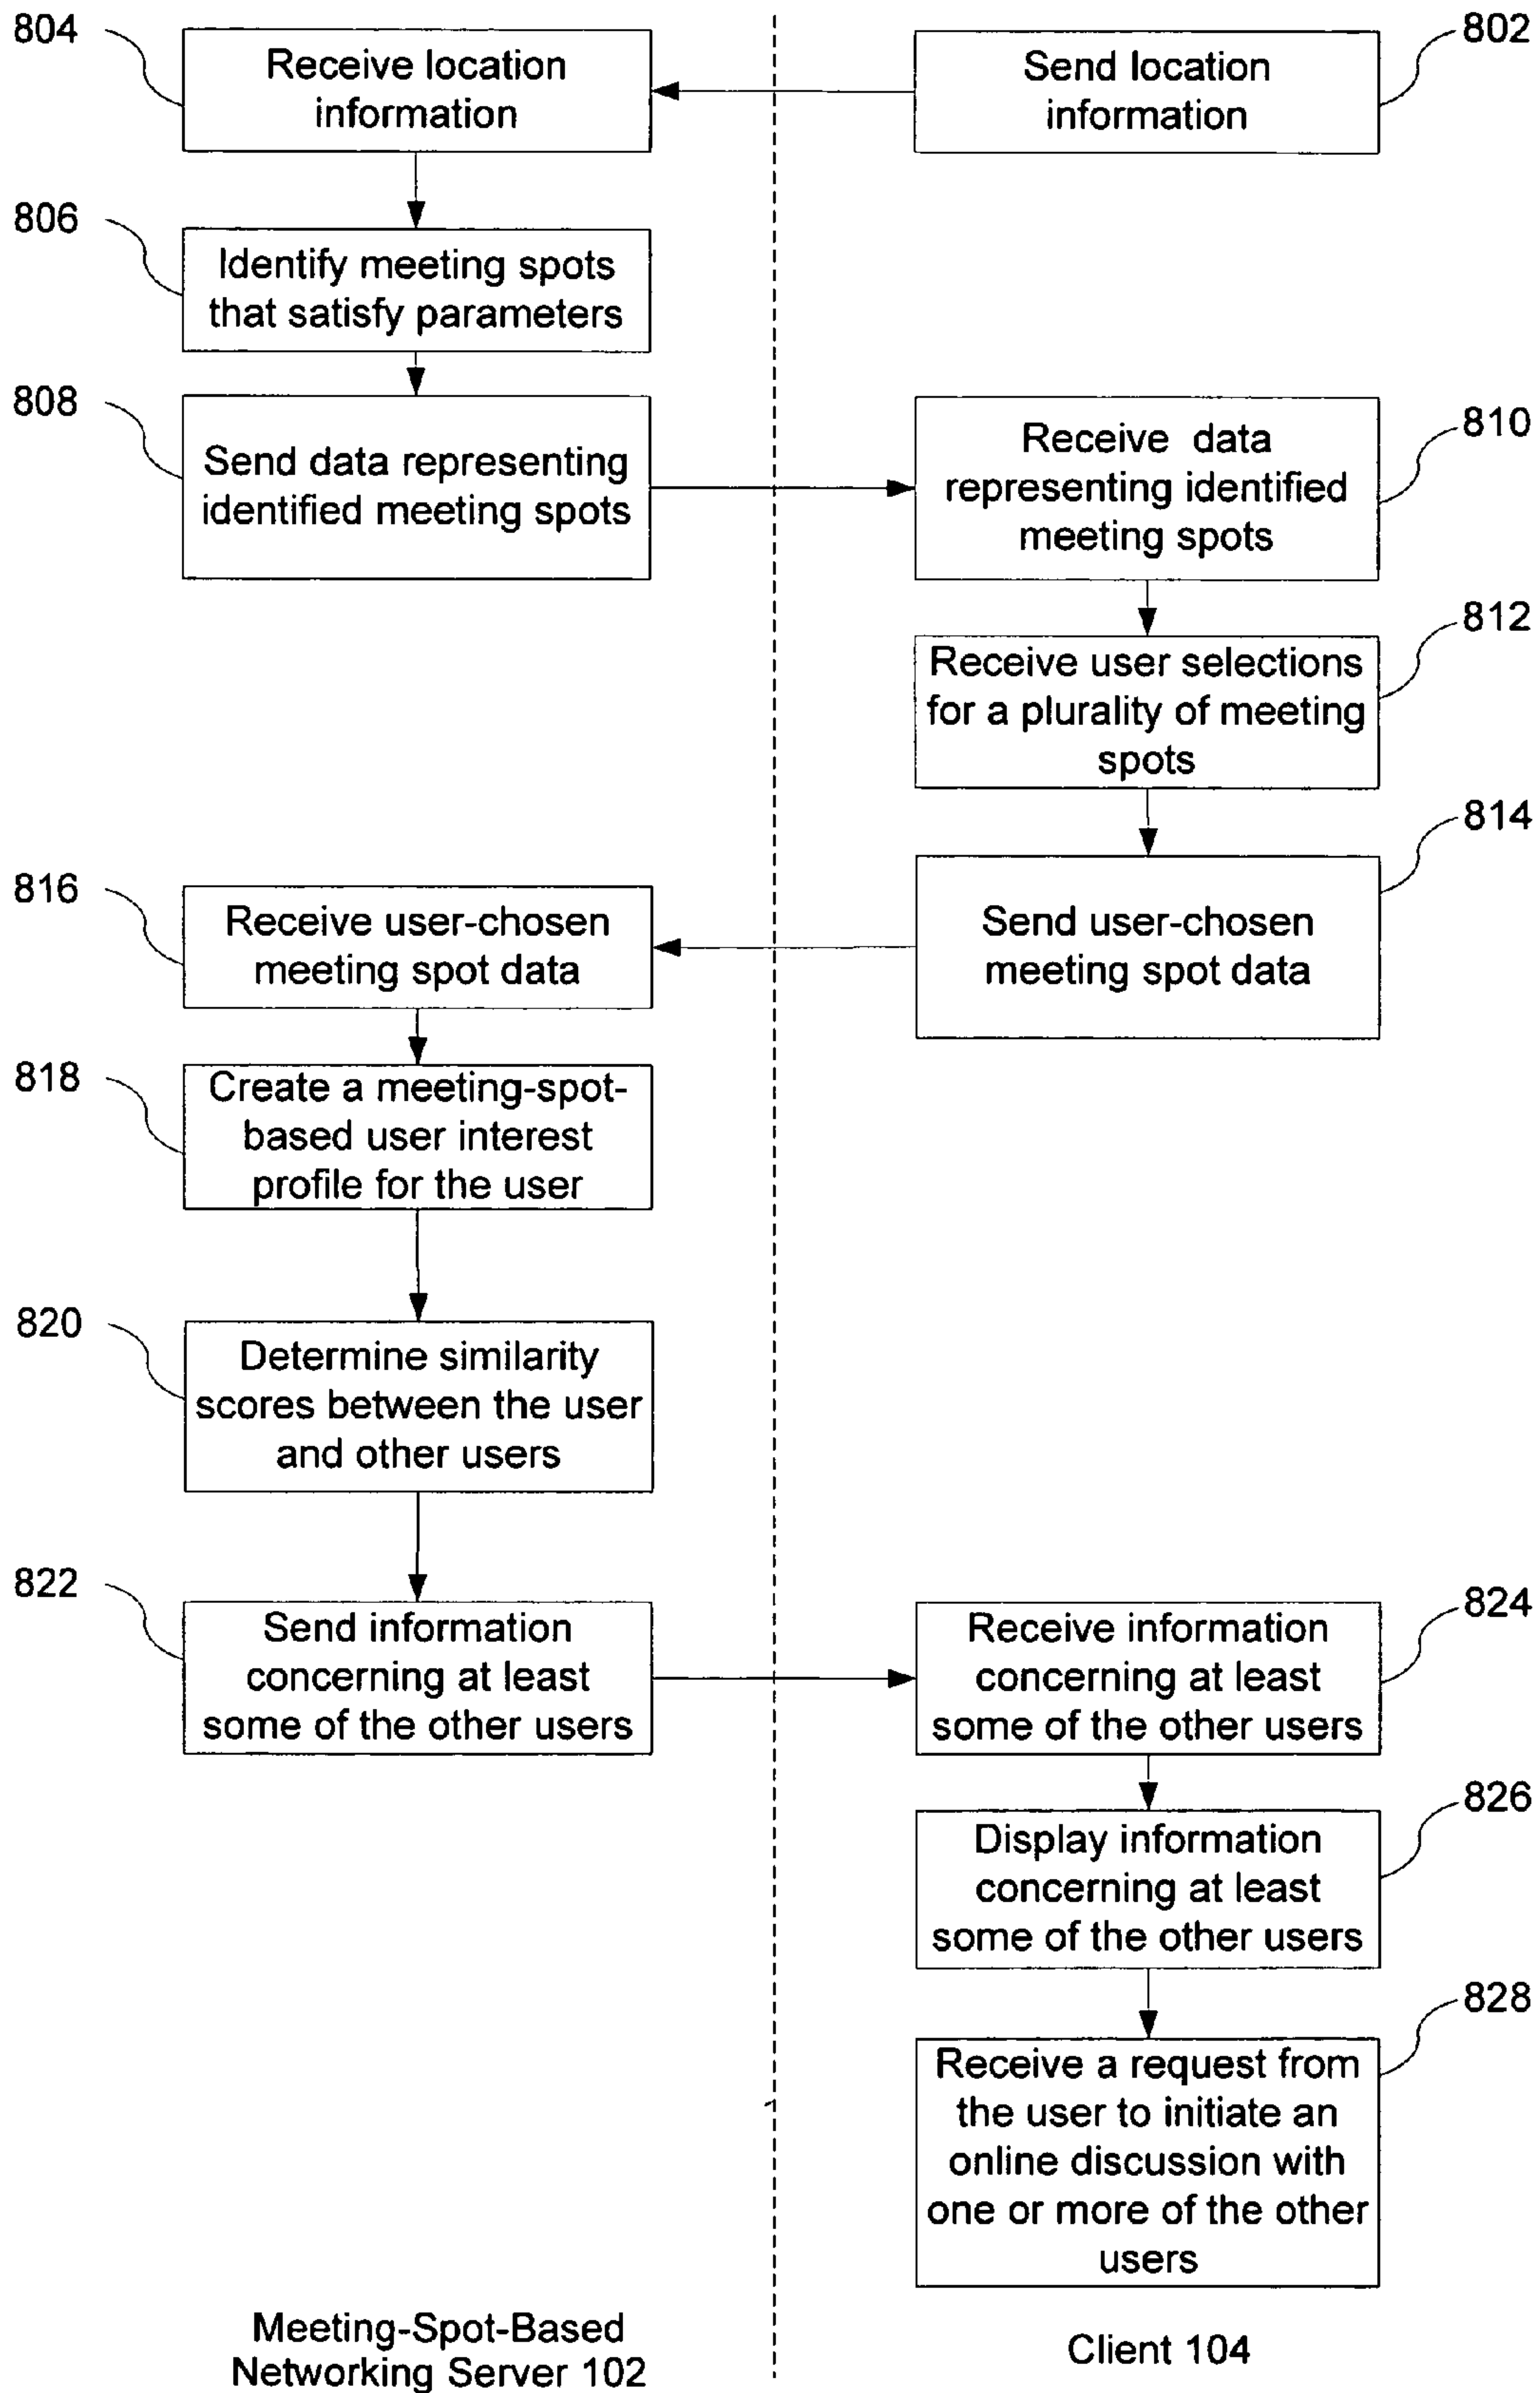 804
Receive location
information
Send location
information
802
806
Identify meeting spots
that satisfy parameters
808
Send data representing
identified meeting spots
Receive data
representing identified
meeting spots
810
Receive user selections
for a plurality of meeting
spots
812
Send user-chosen
meeting spot data
814
816
Receive user-chosen
meeting spot data
818
Create a meeting-spot-
based user interest
profile for the user
820
Determine similarity
scores between the user
and other users
822
Send information
concerning at least
some of the other users
Receive information
concerning at least
some of the other users
824
Display information
concerning at least
some of the other users
826
Receive a request from
the user to initiate an
online discussion with
one or more of the other
users
828
Meeting-Spot-Based
Networking Server 102
Client 104